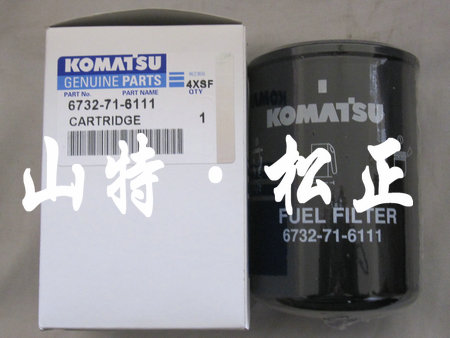 KOMATSU
GENUINE PARTS
4XSF
PART No. PART NAME QTY
6732-71-6111
CARTRIDGE 1
山特·松正
KOMATSU
FUEL FILTER
6732-71-6111